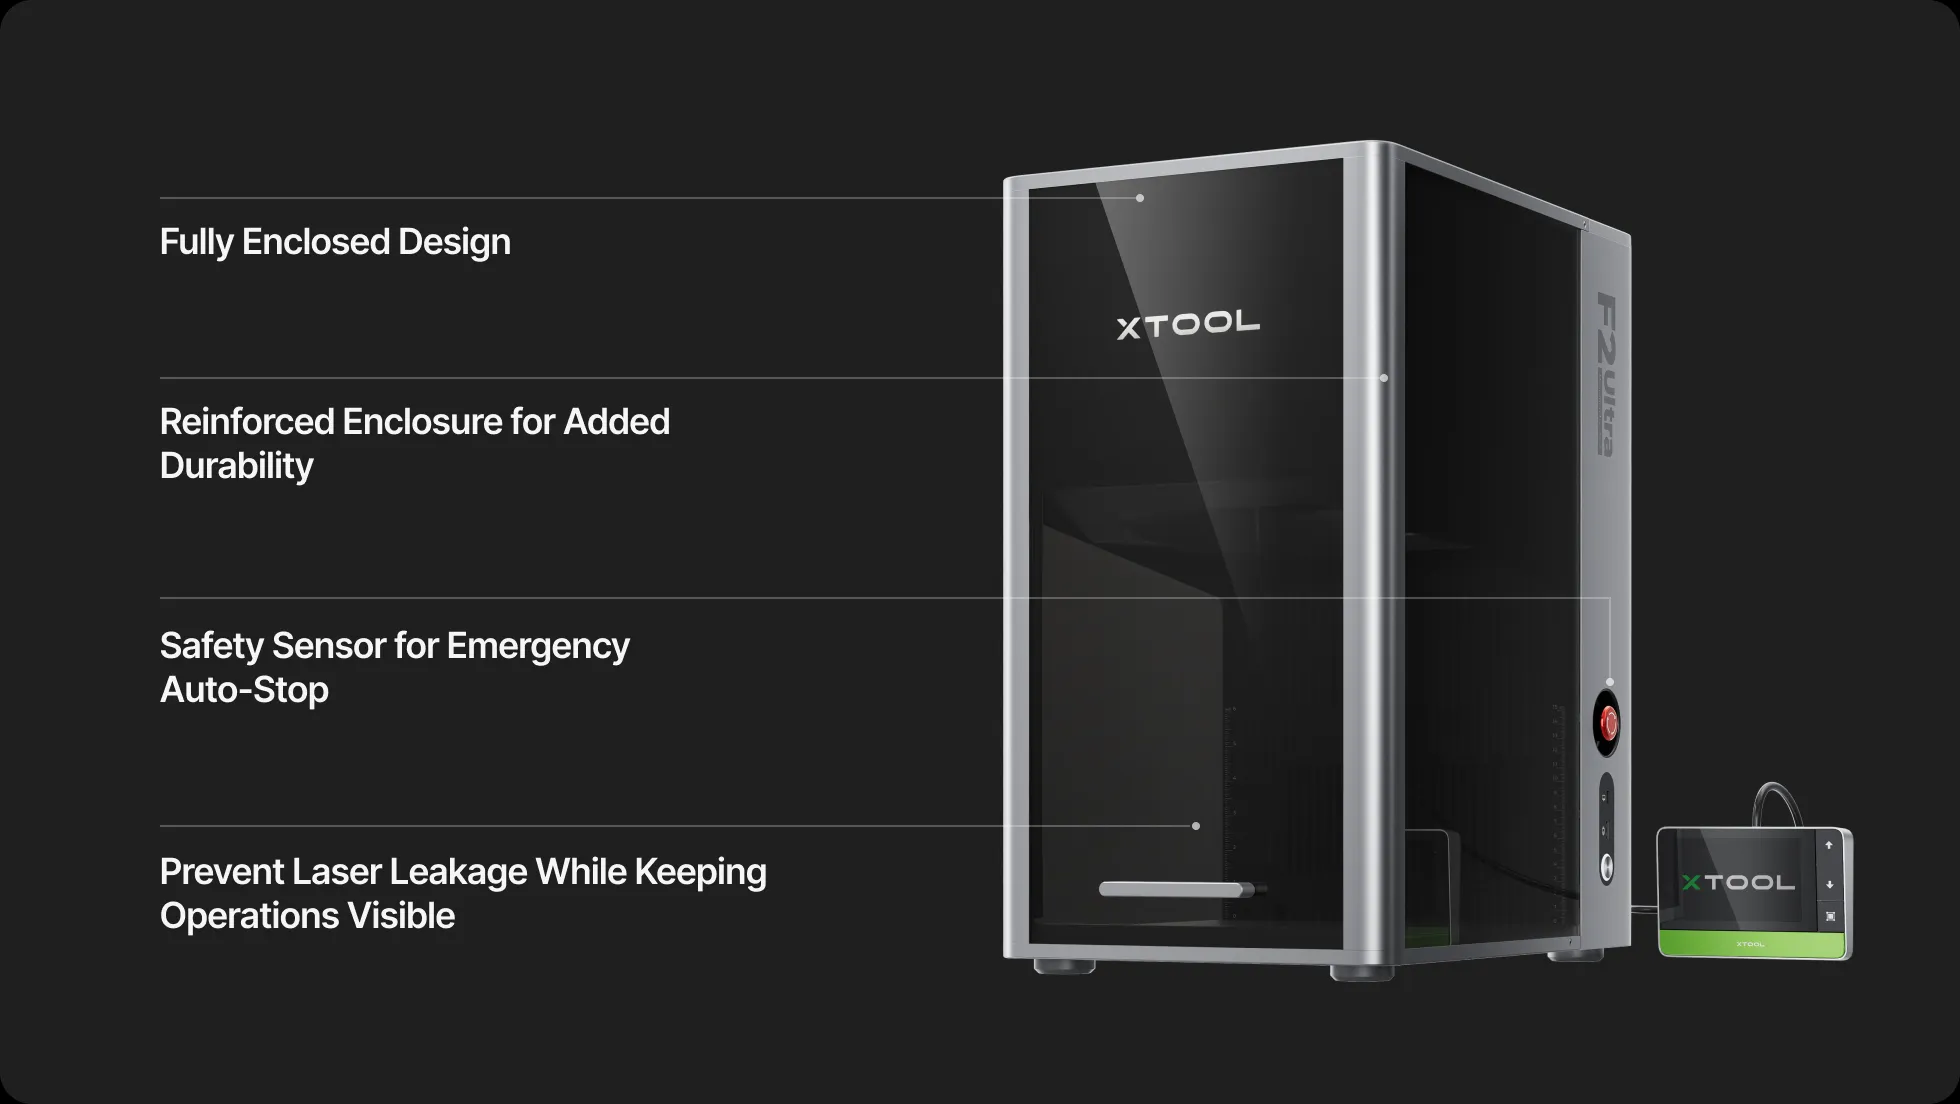 Fully Enclosed Design
XTOOL
Reinforced Enclosure for Added
Durability
F2 Ultra
Safety Sensor for Emergency
Auto-Stop
Prevent Laser Leakage While Keeping
Operations Visible
XTOOL
XTOOL